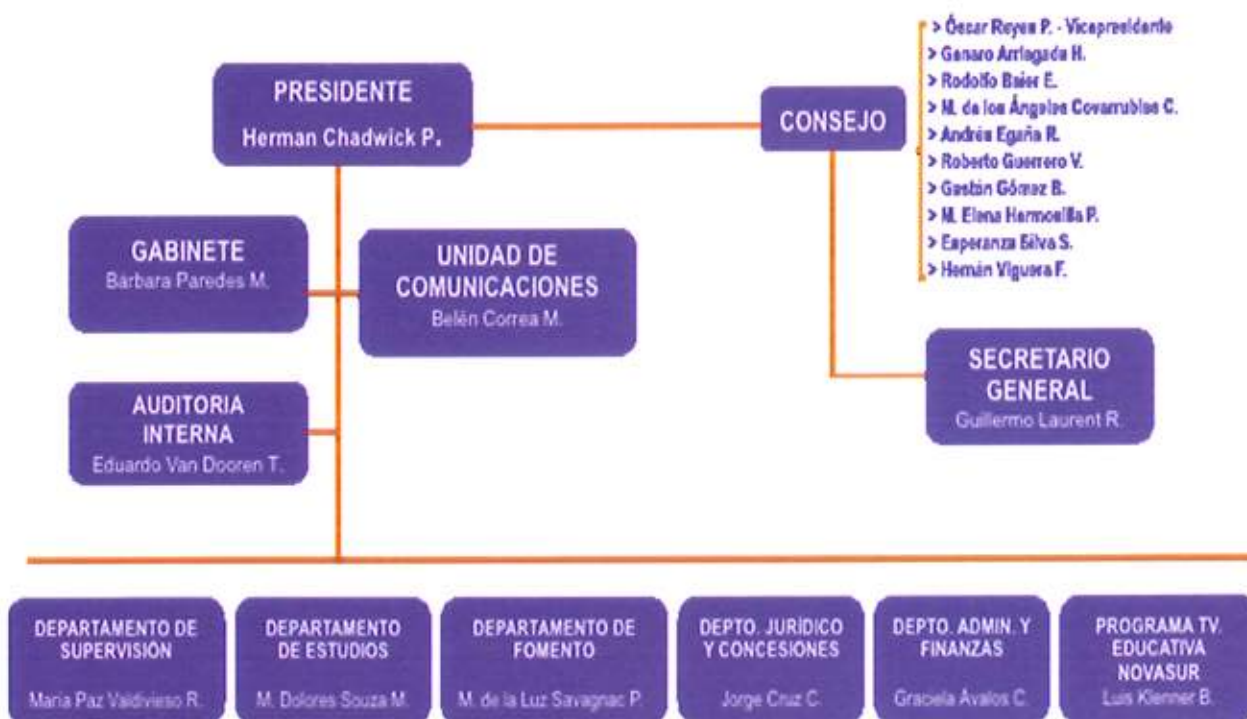 PRESIDENTE
Herman Chadwick P.
CONSEJO
> Óscar Reyes P. - Vicepresidente
> Genaro Arriagada H.
> Rodolfo Baier E.
> M. de los Ángeles Covarrubias C.
> Andrés Egaña R.
> Roberto Guerrero V.
> Gastón Gómez B.
> M. Elena Hermosilla P.
> Esperanza Silva S.
> Hernán Viguera F.
GABINETE
Bárbara Paredes M.
UNIDAD DE
COMUNICACIONES
Belén Correa M.
AUDITORIA
INTERNA
Eduardo Van Dooren T.
SECRETARIO
GENERAL
Guillermo Laurent R.
DEPARTAMENTO DE
SUPERVISIÓN
María Paz Valdivieso R.
DEPARTAMENTO
DE ESTUDIOS
M. Dolores Souza M.
DEPARTAMENTO DE
FOMENTO
M. de la Luz Savagnac P.
DEPTO. JURÍDICO
Y CONCESIONES
Jorge Cruz C.
DEPTO. ADMIN. Y
FINANZAS
Graciela Avalos C.
PROGRAMA TV.
EDUCATIVA
NOVASUR
Luis Klenner B.